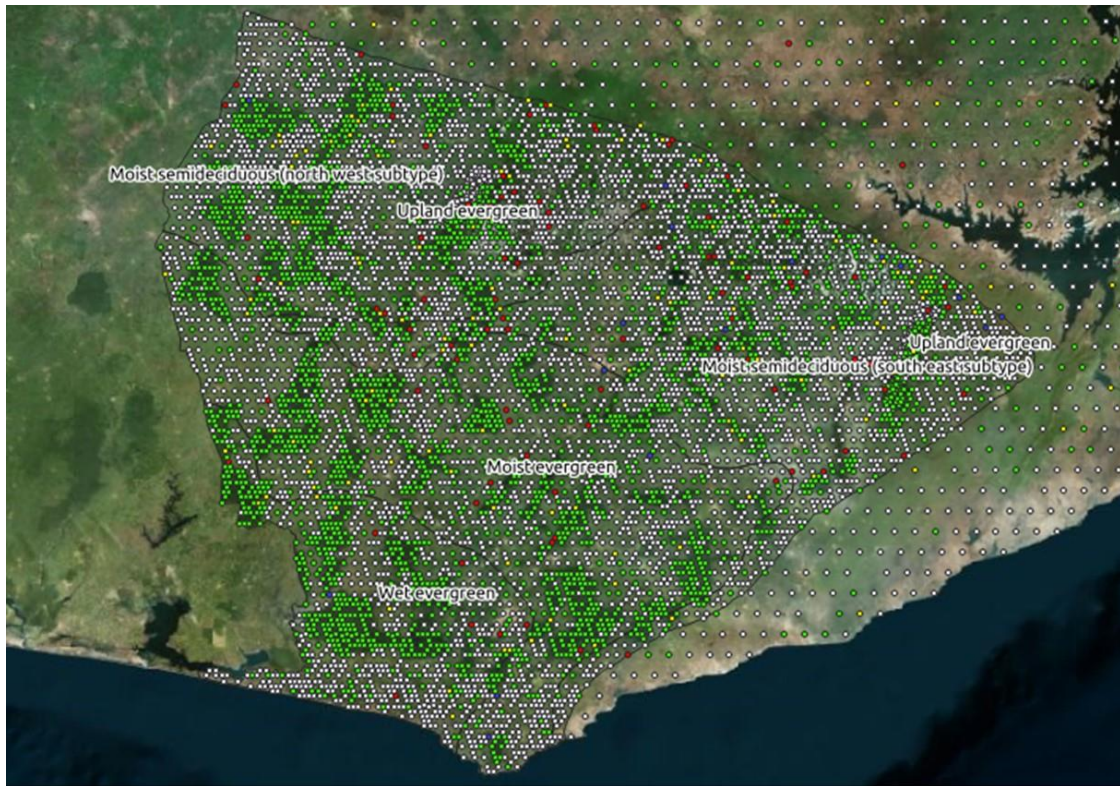 Moist semideciduous (north west subtype)
Upland evergreen
Upland evergreen
Moist semideciduous (south east subtype)
Moist evergreen
Wet evergreen